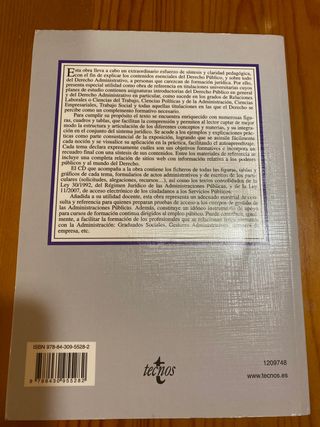 Esta obra lleva a cabo un extraordinario esfuerzo de síntesis y claridad pedagógica,
con el fin de explicar los contenidos esenciales del Derecho Público, y sobre todo
del Derecho Administrativo, a personas que carecen de formación jurídica. Por ello,
presenta especial utilidad como obra de referencia en titulaciones universitarias cuyos
planes de estudio contienen asignaturas introductorias del Derecho Público en general
y del Derecho Administrativo en particular, como sucede en los grados de Relaciones
Laborales o Ciencias del Trabajo, Ciencias Políticas y de la Administración, Ciencias
Empresariales, Trabajo Social y todas aquellas titulaciones en las que el Derecho se
percibe como un complemento formativo necesario.
Para cumplir su propósito el texto se encuentra enriquecido con numerosas figuras,
cuadros y tablas, que facilitan la comprensión y permiten al lector captar de mejor
modo la estructura y articulación de los diferentes conceptos y materias, y su integración
en el conjunto del sistema jurídico. Se acude a los ejemplos y explicaciones prácticas
como parte consustancial de la exposición, logrando que se asimile fácilmente
cada noción y se visualice su aplicación en la práctica, facilitando el autoaprendizaje.
Cada tema declara expresamente cuáles son sus objetivos formativos e incorpora un
recuadro final con una síntesis de sus contenidos. Entre los materiales de referencia se
incluye una completa relación de sitios web con información relativa a los poderes
públicos y al mundo del Derecho.
El CD que acompaña a la obra contiene los ficheros de todas las figuras, tablas y
gráficos de cada tema, formularios de actos administrativos y de escritos de los particulares
(solicitudes, alegaciones, recursos...), así como los textos consolidados de la
Ley 30/1992, del Régimen Jurídico de las Administraciones Públicas, y de la Ley
11/2007, de acceso electrónico de los ciudadanos a los Servicios Públicos.
Añadida a su utilidad docente, esta obra representa un adecuado material de consulta
y referencia para quienes preparan pruebas de acceso a los cuerpos de gestión de
las Administraciones Públicas. Además, constituye un idóneo instrumento de apoyo
para cursos de formación continua dirigidos al empleo público. Puede contribuir, igualmente,
a facilitar la formación de los profesionales que se relacionan
con la Administración: Graduados Sociales, Gestores Administrativos, asesores de
empresa, etc.
ISBN 978-84-309-5528-2
9 788430 955282
tecnos
1209748
www.tecnos.es